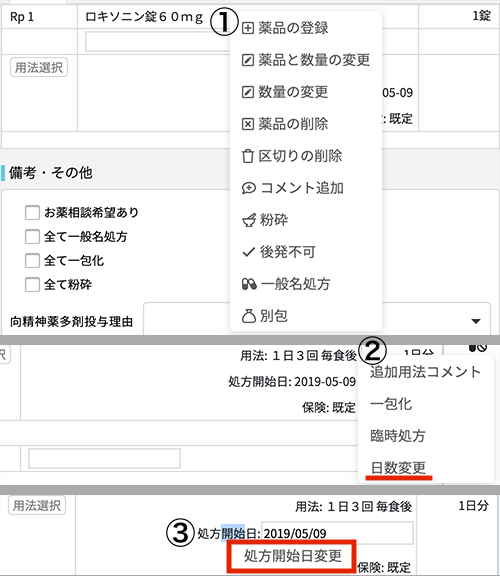 Rp 1 ロキソニン錠６０ｍｇ ① 1錠
薬品の登録
薬品と数量の変更
用法選択
数量の変更 05-09
薬品の削除 : 既定
区切りの削除
備考・その他
コメント追加
お薬相談希望あり
粉砕
全て一般名処方
後発不可
全て一包化
一般名処方
全て粉砕
別包
向精神薬多剤投与理由
択 用法: １日３回 毎食後 1日分
②
追加用法コメント
処方開始日: 2019-05-09
一包化
保険: 既定
臨時処方
日数変更
用法選択 用法: １日３回 毎食後 1日分
③ 処方開始日: 2019/05/09
処方開始日変更
保険: 既定